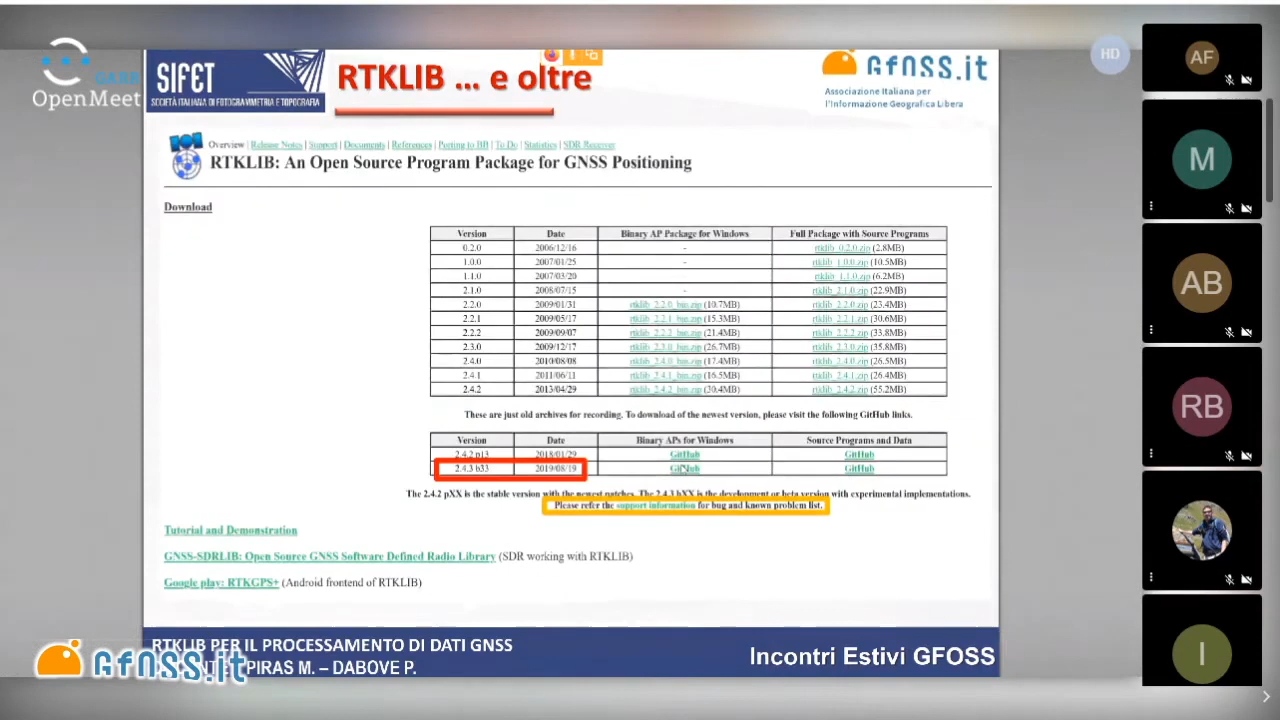 GARR
OpenMeet
SIFET
SOCIETÀ ITALIANA DI FOTOGRAMMETRIA E TOPOGRAFIA
RTKLIB ... e oltre
GFOSS.it
Associazione Italiana per
l'Informazione Geografica Libera
HD
AF
M
AB
RB
I
Overview | Release Notes | Support | Documents | References | Porting to BB | To Do | Statistics | SDR Receiver
RTKLIB: An Open Source Program Package for GNSS Positioning
Download
Version Date Binary AP Package for Windows Full Package with Source Programs
0.2.0 2006/12/16 - rtklib_0.2.0.zip (2.8MB)
1.0.0 2007/01/25 - rtklib_1.0.0.zip (10.5MB)
1.1.0 2007/03/20 - rtklib_1.1.0.zip (6.2MB)
2.1.0 2008/07/15 - rtklib_2.1.0.zip (22.9MB)
2.2.0 2009/01/31 rtklib_2.2.0_bin.zip (10.7MB) rtklib_2.2.0.zip (23.4MB)
2.2.1 2009/05/17 rtklib_2.2.1_bin.zip (15.3MB) rtklib_2.2.1.zip (30.6MB)
2.2.2 2009/09/07 rtklib_2.2.2_bin.zip (21.4MB) rtklib_2.2.2.zip (33.8MB)
2.3.0 2009/12/17 rtklib_2.3.0_bin.zip (26.7MB) rtklib_2.3.0.zip (35.8MB)
2.4.0 2010/08/08 rtklib_2.4.0_bin.zip (17.4MB) rtklib_2.4.0.zip (26.5MB)
2.4.1 2011/06/11 rtklib_2.4.1_bin.zip (16.5MB) rtklib_2.4.1.zip (26.4MB)
2.4.2 2013/04/29 rtklib_2.4.2_bin.zip (30.4MB) rtklib_2.4.2.zip (55.2MB)
These are just old archives for recording. To download of the newest version, please visit the following GitHub links.
Version Date Binary APs for Windows Source Programs and Data
2.4.2 p13 2018/01/29 GitHub GitHub
2.4.3 b33 2019/08/19 GitHub GitHub
The 2.4.2 pXX is the stable version with the newest patches. The 2.4.3 bXX is the development or beta version with experimental implementations.
Please refer the support information for bug and known problem list.
Tutorial and Demonstration
GNSS-SDRLIB: Open Source GNSS Software Defined Radio Library (SDR working with RTKLIB)
Google play: RTKGPS+ (Android frontend of RTKLIB)
RTKLIB PER IL PROCESSAMENTO DI DATI GNSS
PIRAS M. – DABOVE P.
GFOSS.it
Incontri Estivi GFOSS